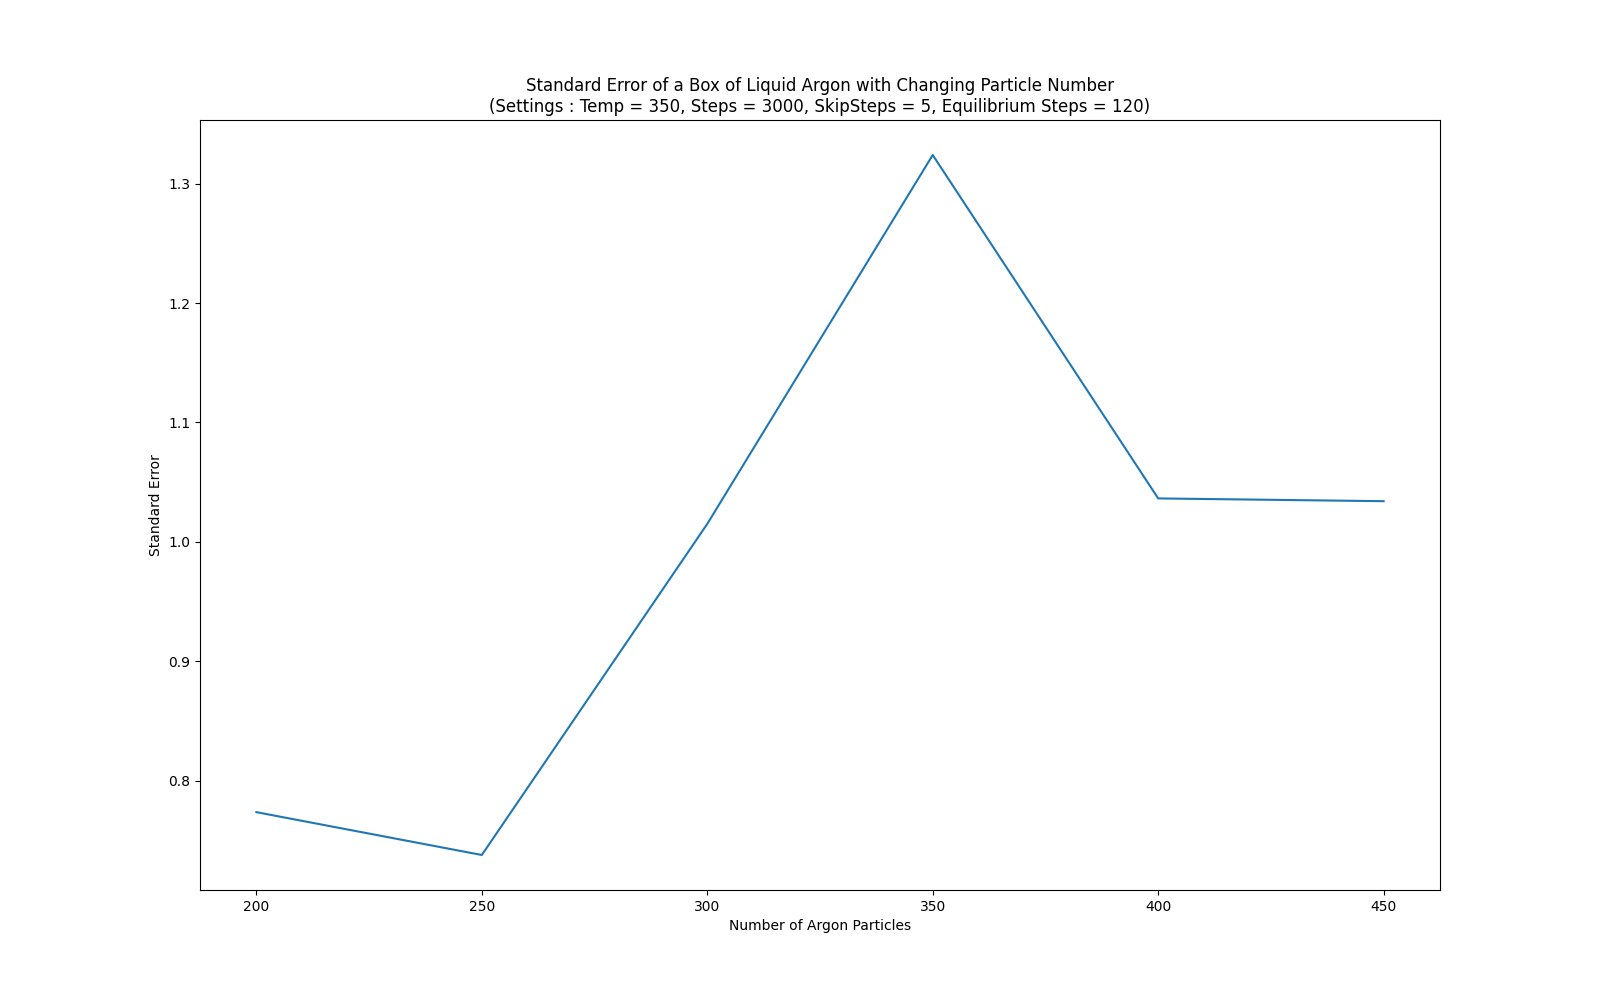 Standard Error of a Box of Liquid Argon with Changing Particle Number
(Settings : Temp = 350, Steps = 3000, SkipSteps = 5, Equilibrium Steps = 120)
Standard Error
1.3
1.2
1.1
1.0
0.9
0.8
200 250 300 350 400 450
Number of Argon Particles